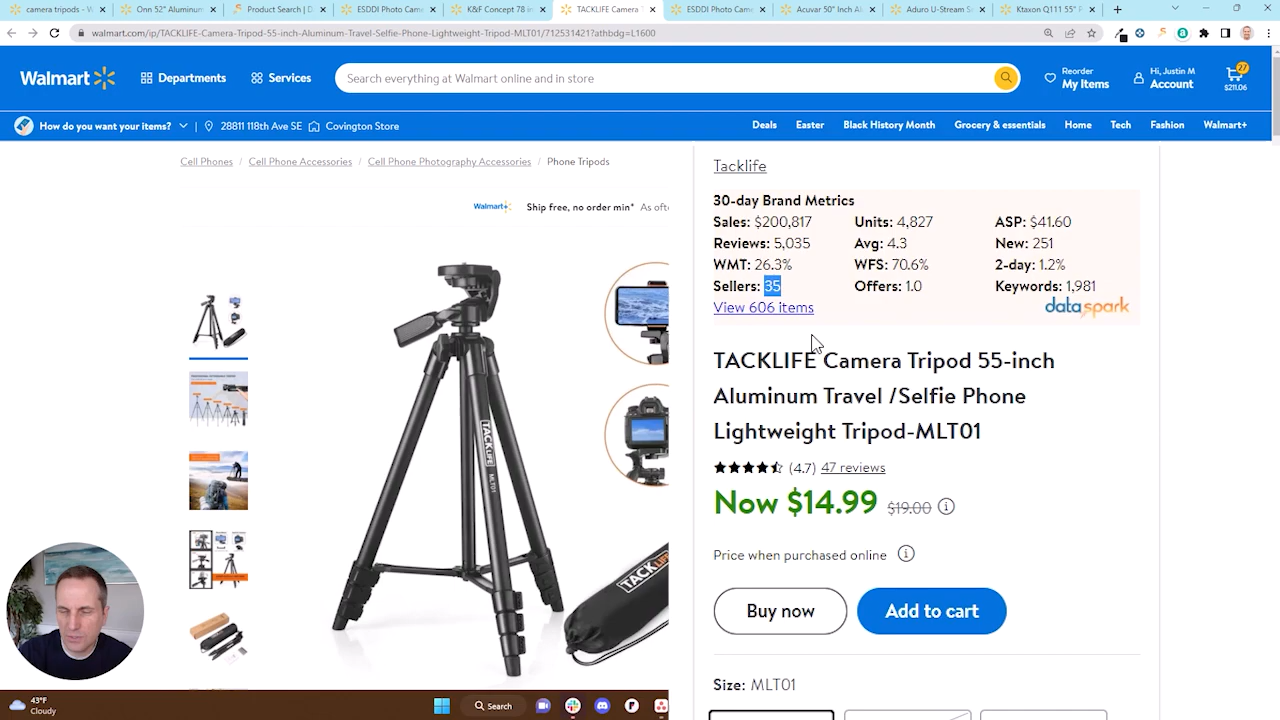 camera tripods - W
Onn 52" Aluminum
Product Search | Da
ESDDI Photo Came
K&F Concept 78 in
TACKLIFE Camera T
ESDDI Photo Came
Acuvar 50" Inch Al
Aduro U-Stream S
Ktaxon Q111 55" P
walmart.com/ip/TACKLIFE-Camera-Tripod-55-inch-Aluminum-Travel-Selfie-Phone-Lightweight-Tripod-MLT01/712531421?athbdg=L1600
Walmart
Departments
Services
Search everything at Walmart online and in store
Reorder
My Items
Hi, Justin M
Account
27
$211.06
How do you want your items?
28811 118th Ave SE
Covington Store
Deals
Easter
Black History Month
Grocery & essentials
Home
Tech
Fashion
Walmart+
Cell Phones / Cell Phone Accessories / Cell Phone Photography Accessories / Phone Tripods
Walmart
Ship free, no order min* As ofte
Tacklife
30-day Brand Metrics
Sales: $200,817 Units: 4,827 ASP: $41.60
Reviews: 5,035 Avg: 4.3 New: 251
WMT: 26.3% WFS: 70.6% 2-day: 1.2%
Sellers: 35 Offers: 1.0 Keywords: 1,981
View 606 items
dataspark
TACKLIFE Camera Tripod 55-inch
Aluminum Travel /Selfie Phone
Lightweight Tripod-MLT01
(4.7) 47 reviews
Now $14.99 $19.00
Price when purchased online
Buy now
Add to cart
Size: MLT01
TACKLIFE
MLT01
TACKLIFE
43°F
Cloudy
Search